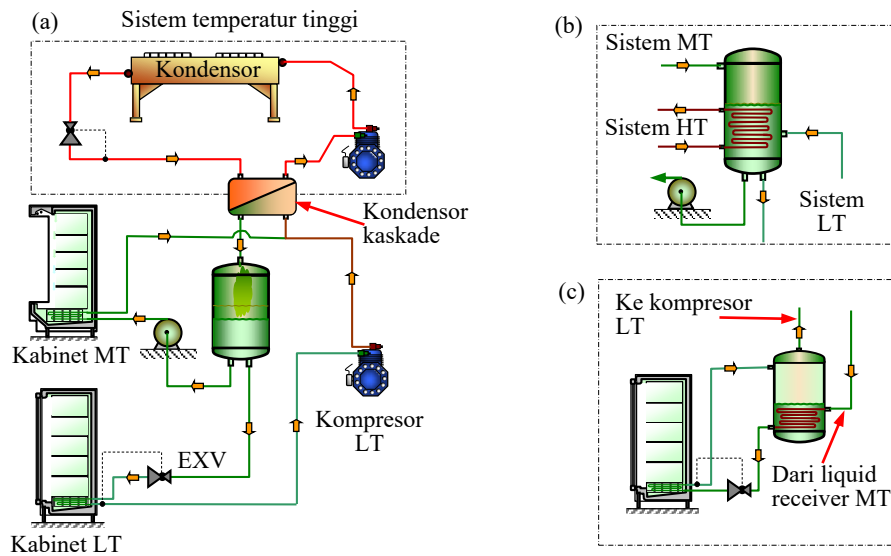 (a)
Sistem temperatur tinggi
Kondensor
Kondensor
kaskade
Kabinet MT
Kompresor
LT
EXV
Kabinet LT
(b)
Sistem MT
Sistem HT
Sistem
LT
(c)
Ke kompresor
LT
Dari liquid
receiver MT